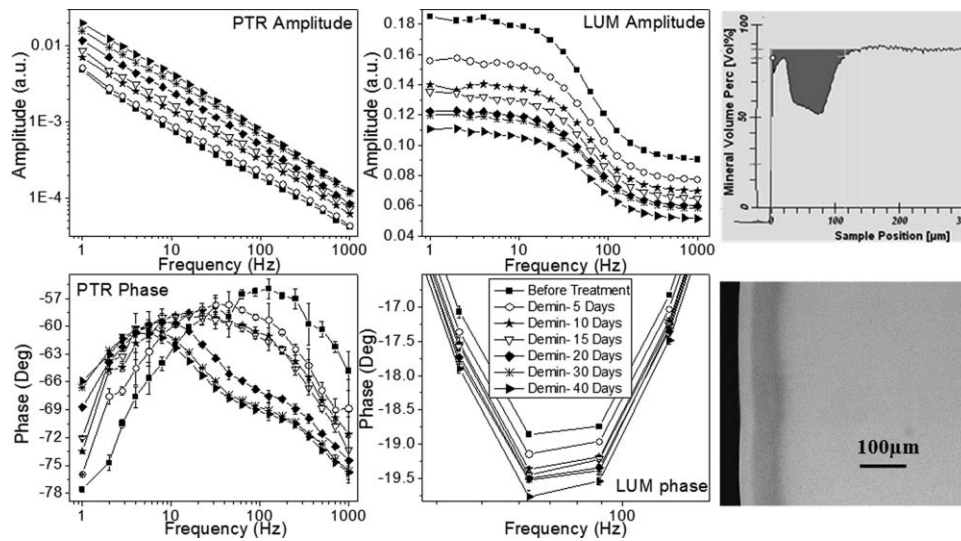 PTR Amplitude
Amplitude (a.u.)
0.01
1E-3
1E-4
1 10 100 1000
Frequency (Hz)
LUM Amplitude
Amplitude (a.u.)
0.18
0.16
0.14
0.12
0.10
0.08
0.06
0.04
1 10 100 1000
Frequency (Hz)
Mineral Volume Perc [Vol%]
100
50
0
0 100 200 300
Sample Position [µm]
PTR Phase
Phase (Deg)
-57
-60
-63
-66
-69
-72
-75
-78
1 10 100 1000
Frequency (Hz)
Phase (Deg)
-17.0
-17.5
-18.0
-18.5
-19.0
-19.5
Before Treatment
Demin- 5 Days
Demin- 10 Days
Demin- 15 Days
Demin- 20 Days
Demin- 30 Days
Demin- 40 Days
LUM phase
100
Frequency (Hz)
100µm